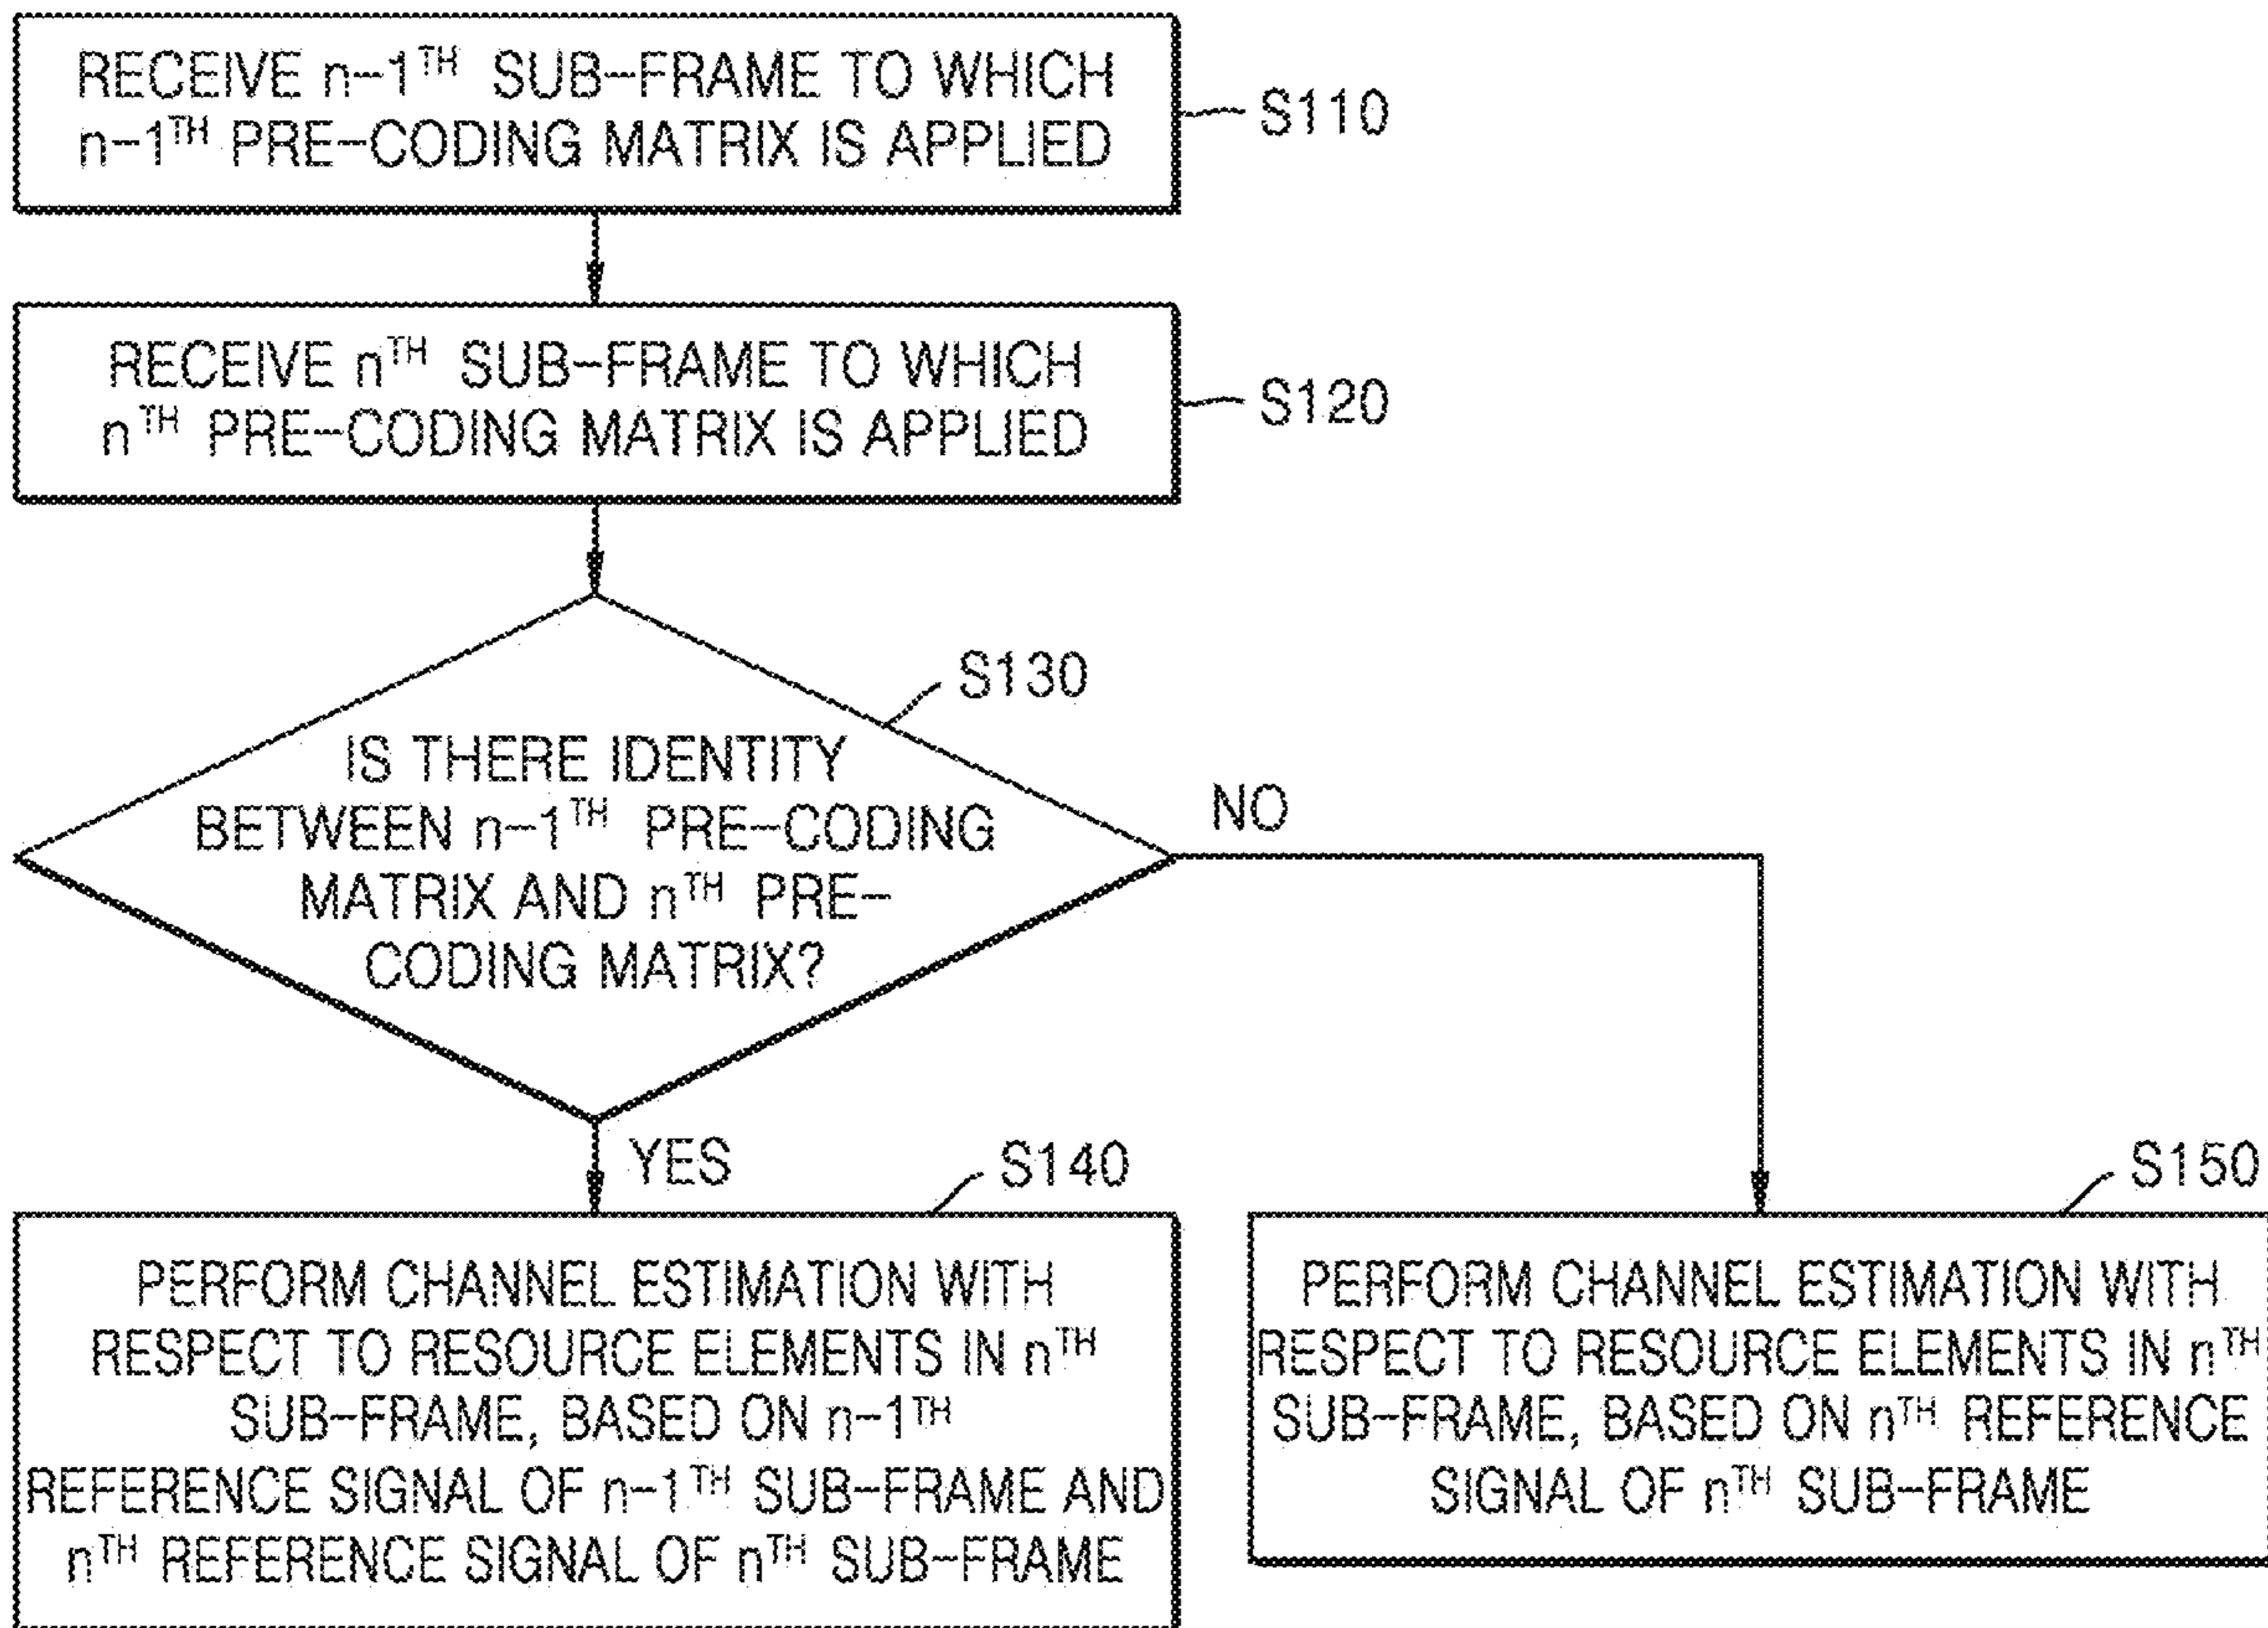 RECEIVE n-1TH SUB-FRAME TO WHICH
n-1TH PRE-CODING MATRIX IS APPLIED
S110
RECEIVE nTH SUB-FRAME TO WHICH
nTH PRE-CODING MATRIX IS APPLIED
S120
S130
IS THERE IDENTITY
BETWEEN n-1TH PRE-CODING
MATRIX AND nTH PRE-
CODING MATRIX?
NO
YES
S140
PERFORM CHANNEL ESTIMATION WITH
RESPECT TO RESOURCE ELEMENTS IN nTH
SUB-FRAME, BASED ON n-1TH
REFERENCE SIGNAL OF n-1TH SUB-FRAME AND
nTH REFERENCE SIGNAL OF nTH SUB-FRAME
S150
PERFORM CHANNEL ESTIMATION WITH
RESPECT TO RESOURCE ELEMENTS IN nTH
SUB-FRAME, BASED ON nTH REFERENCE
SIGNAL OF nTH SUB-FRAME